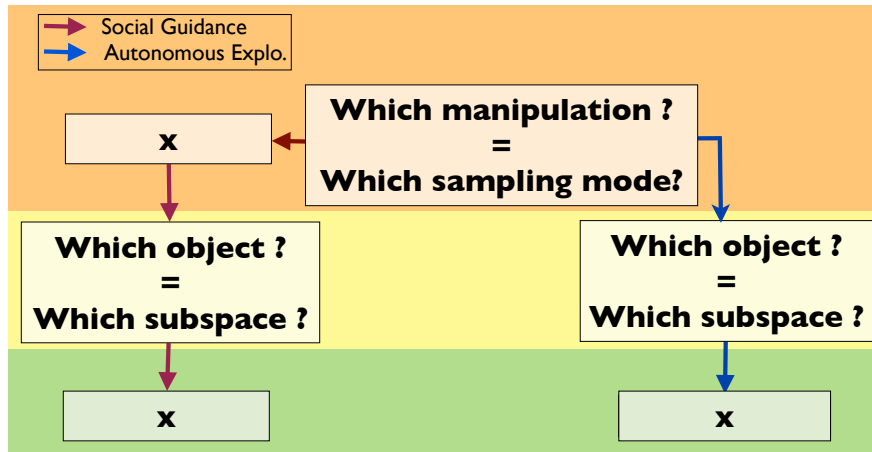 Social Guidance
Autonomous Explo.
Which manipulation ?
=
Which sampling mode?
x
Which object ?
=
Which subspace ?
Which object ?
=
Which subspace ?
x
x